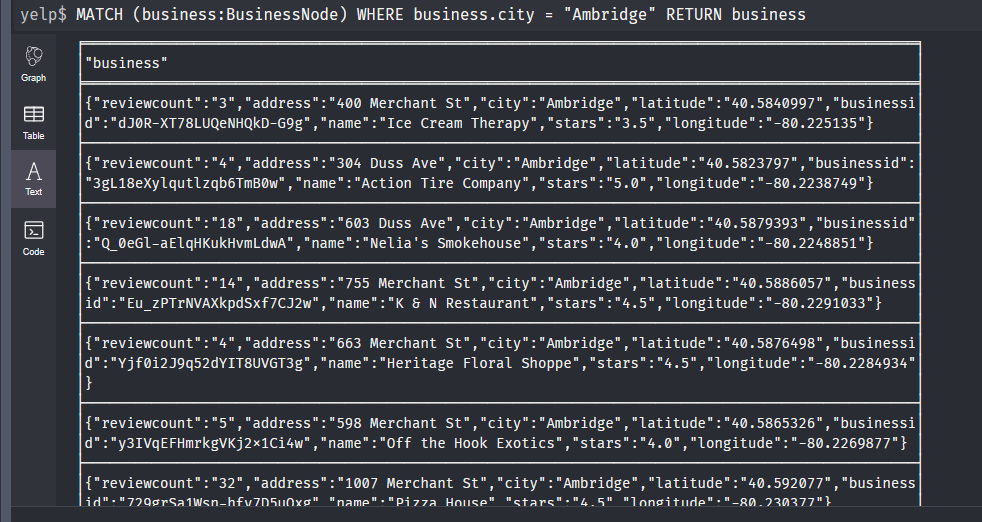 yelp$ MATCH (business:BusinessNode) WHERE business.city = "Ambridge" RETURN business
Graph
Table
Text
Code
"business"
{"reviewcount":"3","address":"400 Merchant St","city":"Ambridge","latitude":"40.5840997","businessi
d":"dJ0R-XT78LUQeNHQkD-G9g","name":"Ice Cream Therapy","stars":"3.5","longitude":"-80.225135"}
{"reviewcount":"4","address":"304 Duss Ave","city":"Ambridge","latitude":"40.5823797","businessid":
"3gL18eXylqutlzqb6TmB0w","name":"Action Tire Company","stars":"5.0","longitude":"-80.2238749"}
{"reviewcount":"18","address":"603 Duss Ave","city":"Ambridge","latitude":"40.5879393","businessid"
:"Q_0eGl-aElqHKukHvmLdwA","name":"Nelia's Smokehouse","stars":"4.0","longitude":"-80.2248851"}
{"reviewcount":"14","address":"755 Merchant St","city":"Ambridge","latitude":"40.5886057","business
id":"Eu_zPTrNVAXkpdSxf7CJ2w","name":"K & N Restaurant","stars":"4.5","longitude":"-80.2291033"}
{"reviewcount":"4","address":"663 Merchant St","city":"Ambridge","latitude":"40.5876498","businessi
d":"Yjf0i2J9q52dYIT8UVGT3g","name":"Heritage Floral Shoppe","stars":"4.5","longitude":"-80.2284934"
}
{"reviewcount":"5","address":"598 Merchant St","city":"Ambridge","latitude":"40.5865326","businessi
d":"y3IVqEFHmrkgVKj2×1Ci4w","name":"Off the Hook Exotics","stars":"4.0","longitude":"-80.2269877"}
{"reviewcount":"32","address":"1007 Merchant St","city":"Ambridge","latitude":"40.592077","business
id":"729grSa1Wsn-hfv7D5uOxg","name":"Pizza House","stars":"4.5","longitude":"-80.230377"}